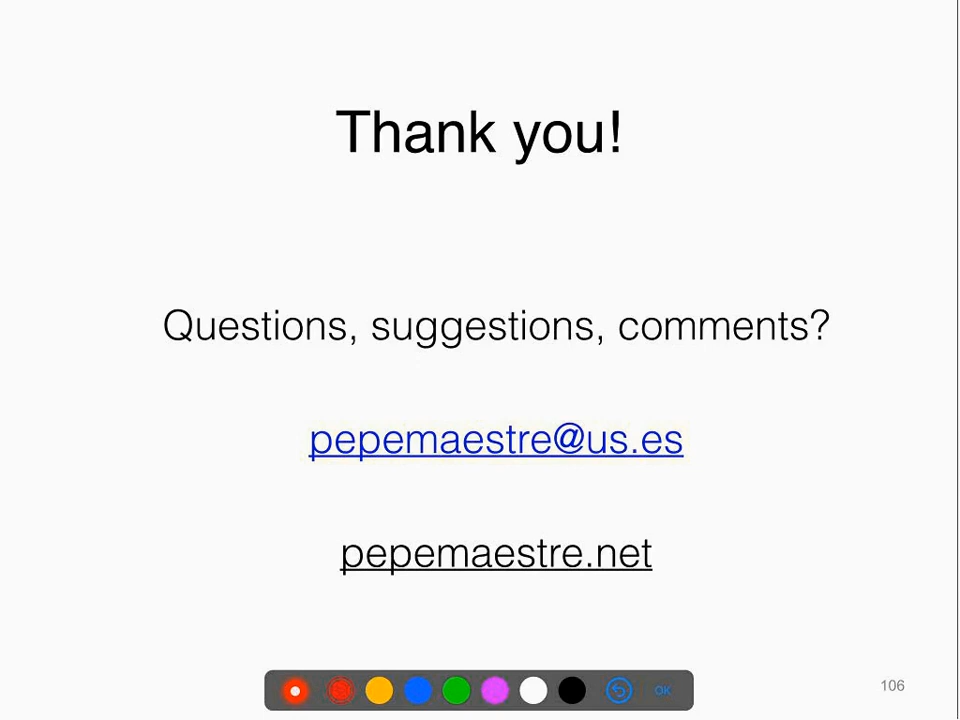 Thank you!
Questions, suggestions, comments?
pepemaestre@us.es
pepemaestre.net
OK
106